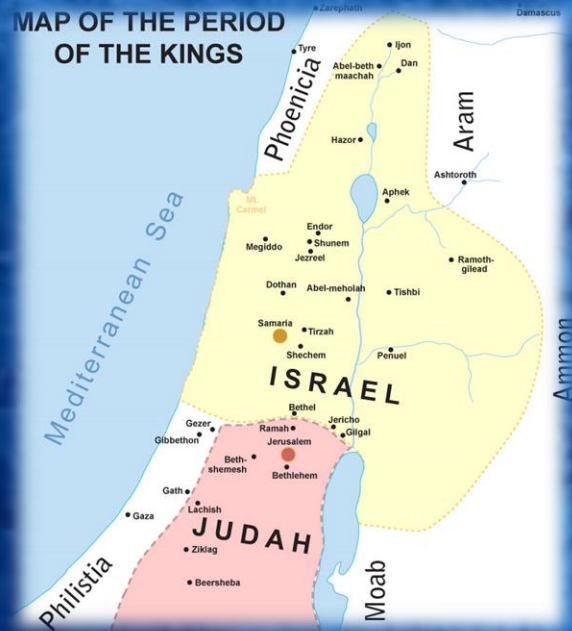 MAP OF THE PERIOD
OF THE KINGS
Zarephath
Damascus
Tyre
Ijon
Abel-beth
maachah
Dan
Phoenicia
Aram
Hazor
Ashtoroth
Aphek
Mt.
Carmel
Mediterranean Sea
Endor
Shunem
Megiddo
Jezreel
Ramoth-
gilead
Dothan
Abel-meholah
Tishbi
Samaria
Tirzah
Shechem
Penuel
Ammon
ISRAEL
Bethel
Gezer
Ramah
Jericho
Gilgal
Gibbethon
Jerusalem
Beth-
shemesh
Bethlehem
Gath
Lachish
Gaza
JUDAH
Ziklag
Beersheba
Philistia
Moab